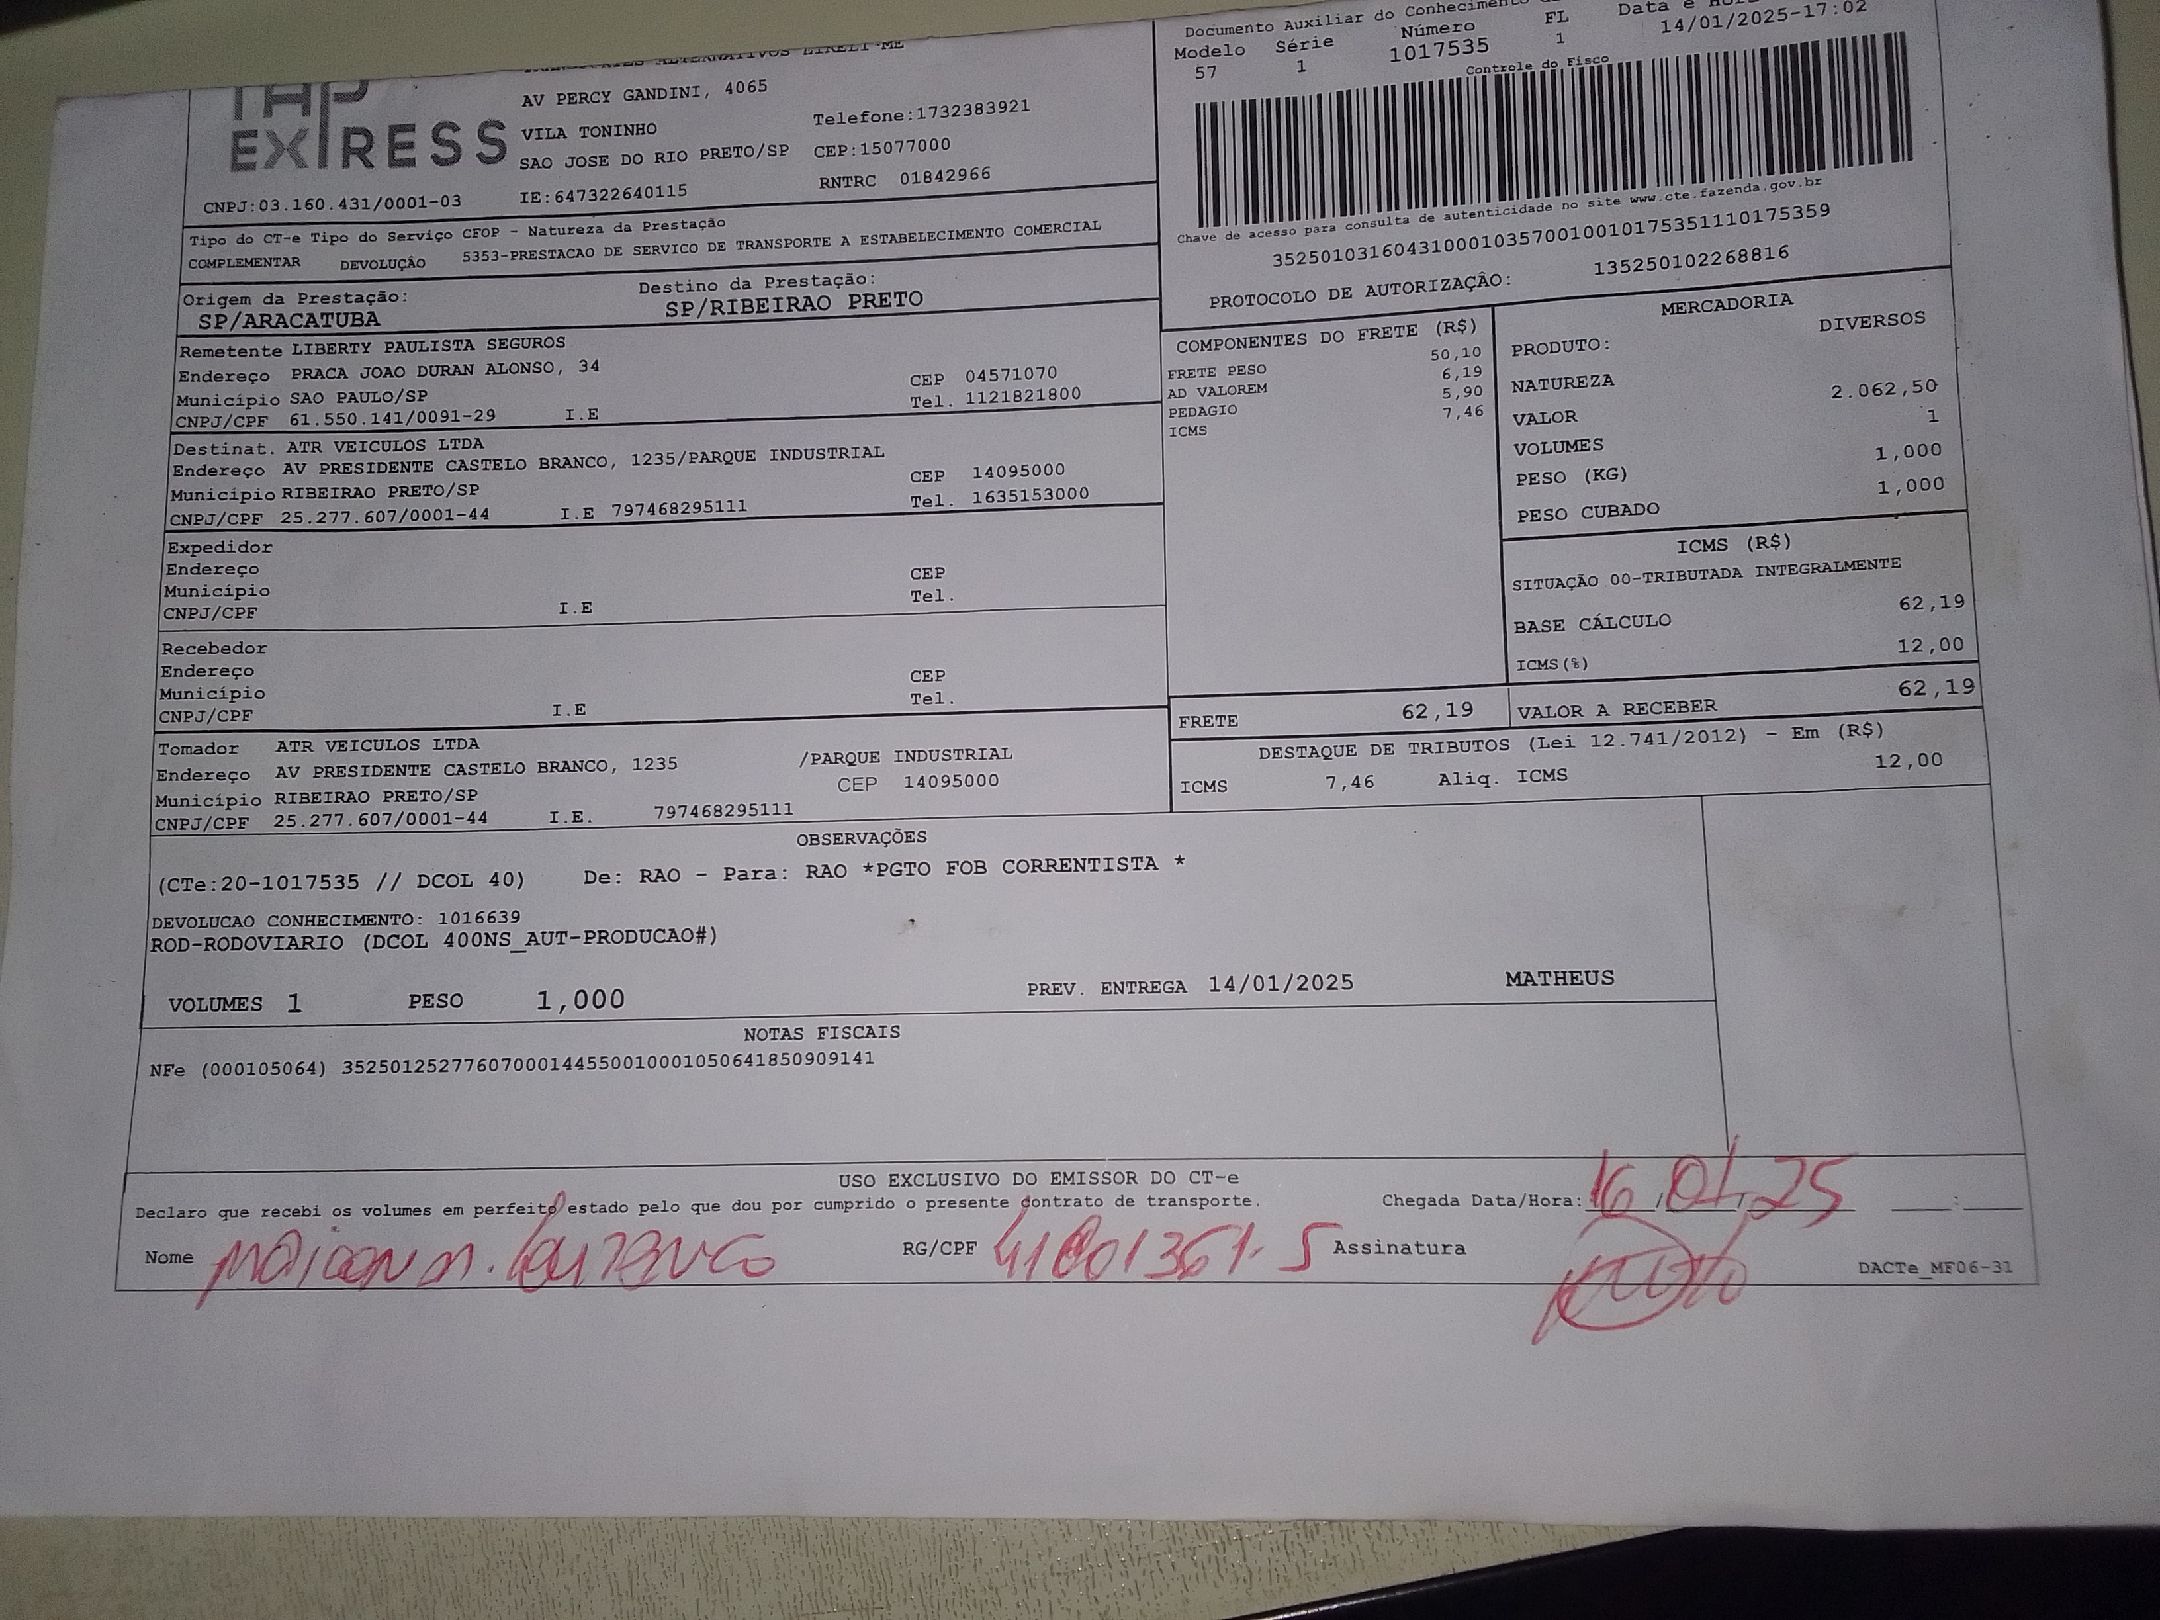 TRANSPORTES ALTERNATIVOS EIRELI-ME
TAP
EXPRESS
AV PERCY GANDINI, 4065
VILA TONINHO Telefone:1732383921
SAO JOSE DO RIO PRETO/SP CEP:15077000
CNPJ:03.160.431/0001-03 IE:647322640115 RNTRC 01842966
Documento Auxiliar do Conhecimento
Modelo Série Número FL Data e
57 1 1017535 1 14/01/2025-17:02
Controle do Fisco
Chave de acesso para consulta de autenticidade no site www.cte.fazenda.gov.br
35250103160431000103570010010175351110175359
PROTOCOLO DE AUTORIZAÇÂO: 135250102268816
Tipo do CT-e Tipo do Serviço CFOP - Natureza da Prestação
COMPLEMENTAR DEVOLUÇÂO 5353-PRESTACAO DE SERVICO DE TRANSPORTE A ESTABELECIMENTO COMERCIAL
Origem da Prestação: Destino da Prestação:
SP/ARACATUBA SP/RIBEIRAO PRETO
Remetente LIBERTY PAULISTA SEGUROS
Endereço PRACA JOAO DURAN ALONSO, 34 CEP 04571070
Município SAO PAULO/SP Tel. 1121821800
CNPJ/CPF 61.550.141/0091-29 I.E
Destinat. ATR VEICULOS LTDA
Endereço AV PRESIDENTE CASTELO BRANCO, 1235/PARQUE INDUSTRIAL CEP 14095000
Município RIBEIRAO PRETO/SP Tel. 1635153000
CNPJ/CPF 25.277.607/0001-44 I.E 797468295111
Expedidor
Endereço CEP
Município Tel.
CNPJ/CPF I.E
Recebedor
Endereço CEP
Município Tel.
CNPJ/CPF I.E
Tomador ATR VEICULOS LTDA
Endereço AV PRESIDENTE CASTELO BRANCO, 1235 /PARQUE INDUSTRIAL
Município RIBEIRAO PRETO/SP CEP 14095000
CNPJ/CPF 25.277.607/0001-44 I.E. 797468295111
COMPONENTES DO FRETE (R$)
FRETE PESO 50,10
AD VALOREM 6,19
PEDAGIO 5,90
ICMS 7,46
MERCADORIA
PRODUTO: DIVERSOS
NATUREZA
VALOR 2.062,50
VOLUMES 1
PESO (KG) 1,000
PESO CUBADO 1,000
ICMS (R$)
SITUAÇÃO 00-TRIBUTADA INTEGRALMENTE
BASE CÁLCULO 62,19
ICMS(%) 12,00
FRETE 62,19 VALOR A RECEBER 62,19
DESTAQUE DE TRIBUTOS (Lei 12.741/2012) - Em (R$)
ICMS 7,46 Aliq. ICMS 12,00
OBSERVAÇÕES
(CTe:20-1017535 // DCOL 40) De: RAO - Para: RAO *PGTO FOB CORRENTISTA *
DEVOLUCAO CONHECIMENTO: 1016639
ROD-RODOVIARIO (DCOL 400NS_AUT-PRODUCAO#)
VOLUMES 1 PESO 1,000 PREV. ENTREGA 14/01/2025 MATHEUS
NOTAS FISCAIS
NFe (000105064) 35250125277607000144550010001050641850909141
USO EXCLUSIVO DO EMISSOR DO CT-e
Declaro que recebi os volumes em perfeito estado pelo que dou por cumprido o presente contrato de transporte. Chegada Data/Hora: 16/01/25 :
Nome RG/CPF Assinatura
DACTe_MF06-31